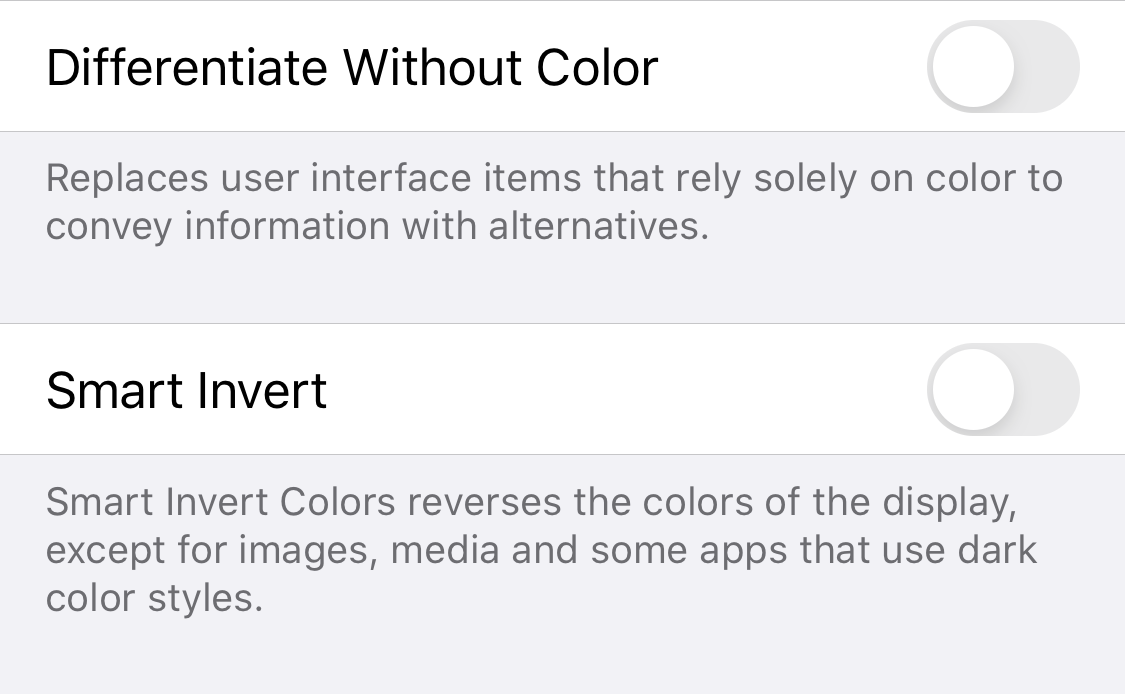 Differentiate Without Color
Replaces user interface items that rely solely on color to
convey information with alternatives.
Smart Invert
Smart Invert Colors reverses the colors of the display,
except for images, media and some apps that use dark
color styles.